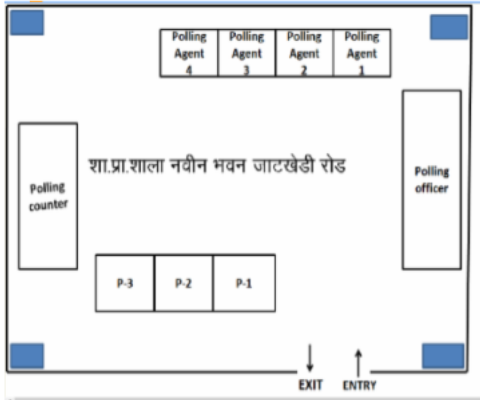 Polling Agent 4
Polling Agent 3
Polling Agent 2
Polling Agent 1
शा.प्रा.शाला नवीन भवन जाटखेडी रोड
Polling counter
Polling officer
P-3
P-2
P-1
EXIT
ENTRY